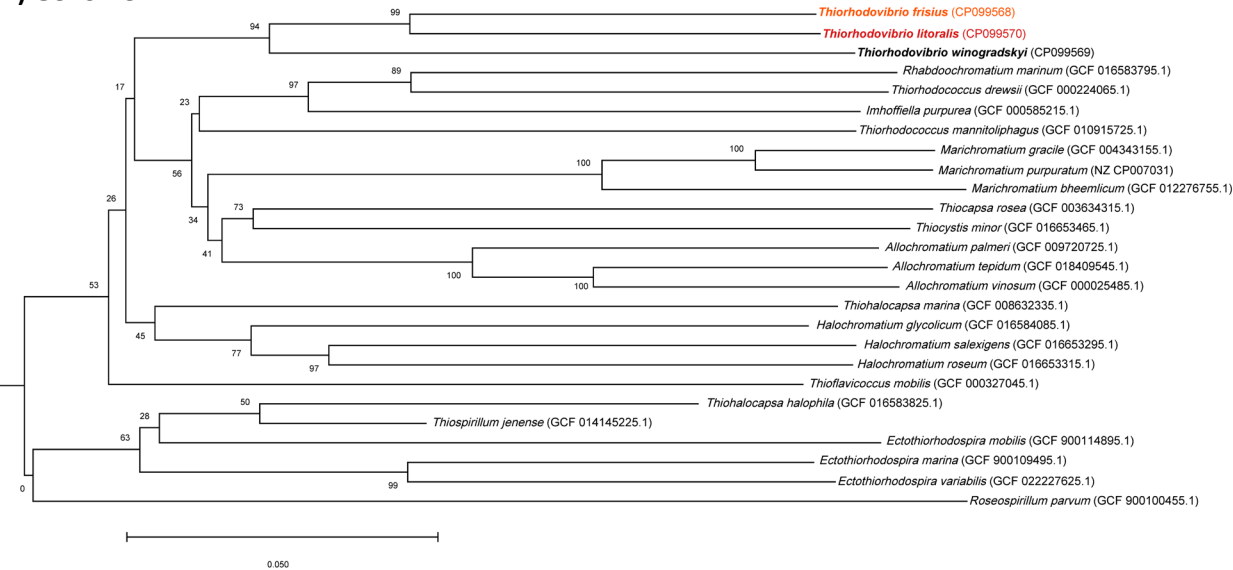 99
Thiorhodovibrio frisius (CP099568)
94
Thiorhodovibrio litoralis (CP099570)
Thiorhodovibrio winogradskyi (CP099569)
89
Rhabdoochromatium marinum (GCF 016583795.1)
17
97
Thiorhodococcus drewsii (GCF 000224065.1)
23
Imhoffiella purpurea (GCF 000585215.1)
Thiorhodococcus mannitoliphagus (GCF 010915725.1)
100
Marichromatium gracile (GCF 004343155.1)
56
100
Marichromatium purpuratum (NZ CP007031)
Marichromatium bheemlicum (GCF 012276755.1)
26
73
Thiocapsa rosea (GCF 003634315.1)
34
Thiocystis minor (GCF 016653465.1)
41
Allochromatium palmeri (GCF 009720725.1)
100
Allochromatium tepidum (GCF 018409545.1)
53
100
Allochromatium vinosum (GCF 000025485.1)
Thiohalocapsa marina (GCF 008632335.1)
45
Halochromatium glycolicum (GCF 016584085.1)
77
Halochromatium salexigens (GCF 016653295.1)
97
Halochromatium roseum (GCF 016653315.1)
Thioflavicoccus mobilis (GCF 000327045.1)
50
Thiohalocapsa halophila (GCF 016583825.1)
28
Thiospirillum jenense (GCF 014145225.1)
63
Ectothiorhodospira mobilis (GCF 900114895.1)
Ectothiorhodospira marina (GCF 900109495.1)
99
Ectothiorhodospira variabilis (GCF 022227625.1)
0
Roseospirillum parvum (GCF 900100455.1)
0.050